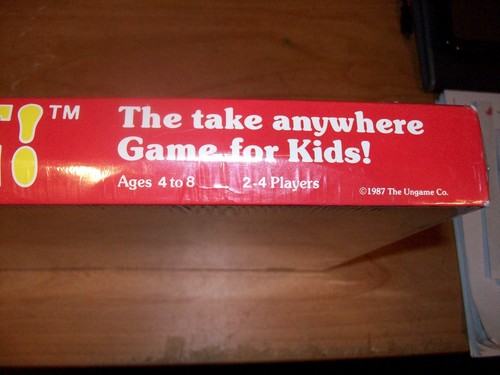 ! TM
The take anywhere
Game for Kids!
Ages 4 to 8 2-4 Players
©1987 The Ungame Co.